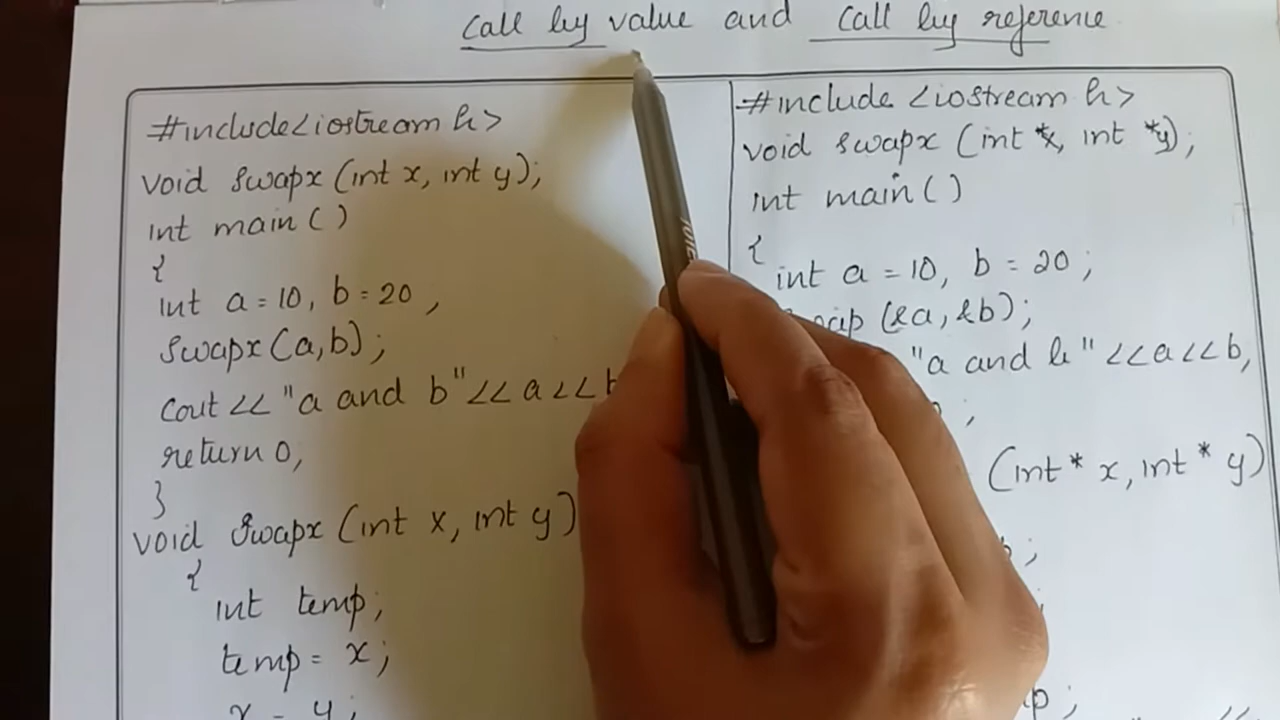 Call by value and Call by reference
#include<iostream h>
void swapx (int x, int y);
int main ( )
{
int a = 10, b = 20 ,
Swapx (a, b) ;
Cout << "a and b" << a <<
return 0,
}
void Swapx (int x, int y)
{
int temp;
temp = x;
x = y;
#include <iostream h>
void swapx (int *x, int *y);
int main ( )
{
int a = 10, b = 20 ;
(&a, &b);
"a and b" <<a<<b,
,
(int * x, int * y)
;
;